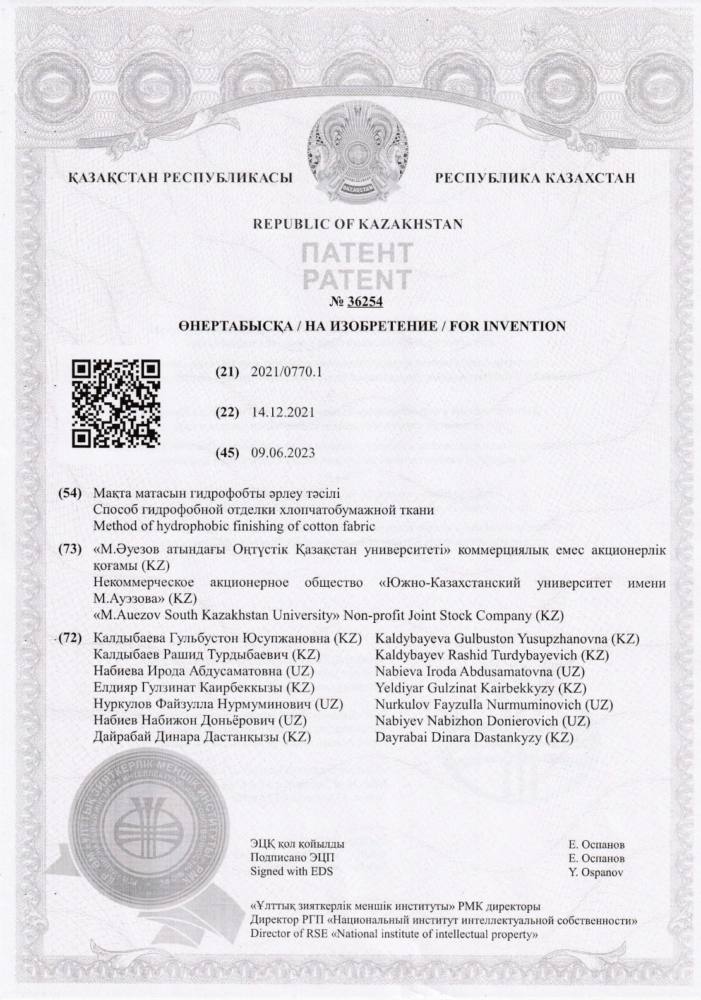 QAZAQSTAN
ҚАЗАҚСТАН РЕСПУБЛИКАСЫ
РЕСПУБЛИКА КАЗАХСТАН
REPUBLIC OF KAZAKHSTAN
ПАТЕНТ
PATENT
№ 36254
ӨНЕРТАБЫСҚА / НА ИЗОБРЕТЕНИЕ / FOR INVENTION
(21) 2021/0770.1
(22) 14.12.2021
(45) 09.06.2023
(54) Мақта матасын гидрофобты әрлеу тәсілі
Способ гидрофобной отделки хлопчатобумажной ткани
Method of hydrophobic finishing of cotton fabric
(73) «М.Әуезов атындағы Оңтүстік Қазақстан университеті» коммерциялық емес акционерлік
қоғамы (KZ)
Некоммерческое акционерное общество «Южно-Казахстанский университет имени
М.Ауэзова» (KZ)
«M.Auezov South Kazakhstan University» Non-profit Joint Stock Company (KZ)
(72) Калдыбаева Гульбустон Юсупжановна (KZ) Kaldybayeva Gulbuston Yusupzhanovna (KZ)
Калдыбаев Рашид Турдыбаевич (KZ) Kaldybayev Rashid Turdybayevich (KZ)
Набиева Ирода Абдусаматовна (UZ) Nabieva Iroda Abdusamatovna (UZ)
Елдияр Гулзинат Каирбеккызы (KZ) Yeldiyar Gulzinat Kairbekkyzy (KZ)
Нуркулов Файзулла Нурмуминович (UZ) Nurkulov Fayzulla Nurmuminovich (UZ)
Набиев Набижон Доньёрович (UZ) Nabiyev Nabizhon Donierovich (UZ)
Дайрабай Динара Дастанқызы (KZ) Dayrabai Dinara Dastankyzy (KZ)
ЭЦҚ қол қойылды Е. Оспанов
Подписано ЭЦП Е. Оспанов
Signed with EDS Y. Ospanov
«Ұлттық зияткерлік меншік институты» РМК директоры
Директор РГП «Национальный институт интеллектуальной собственности»
Director of RSE «National institute of intellectual property»